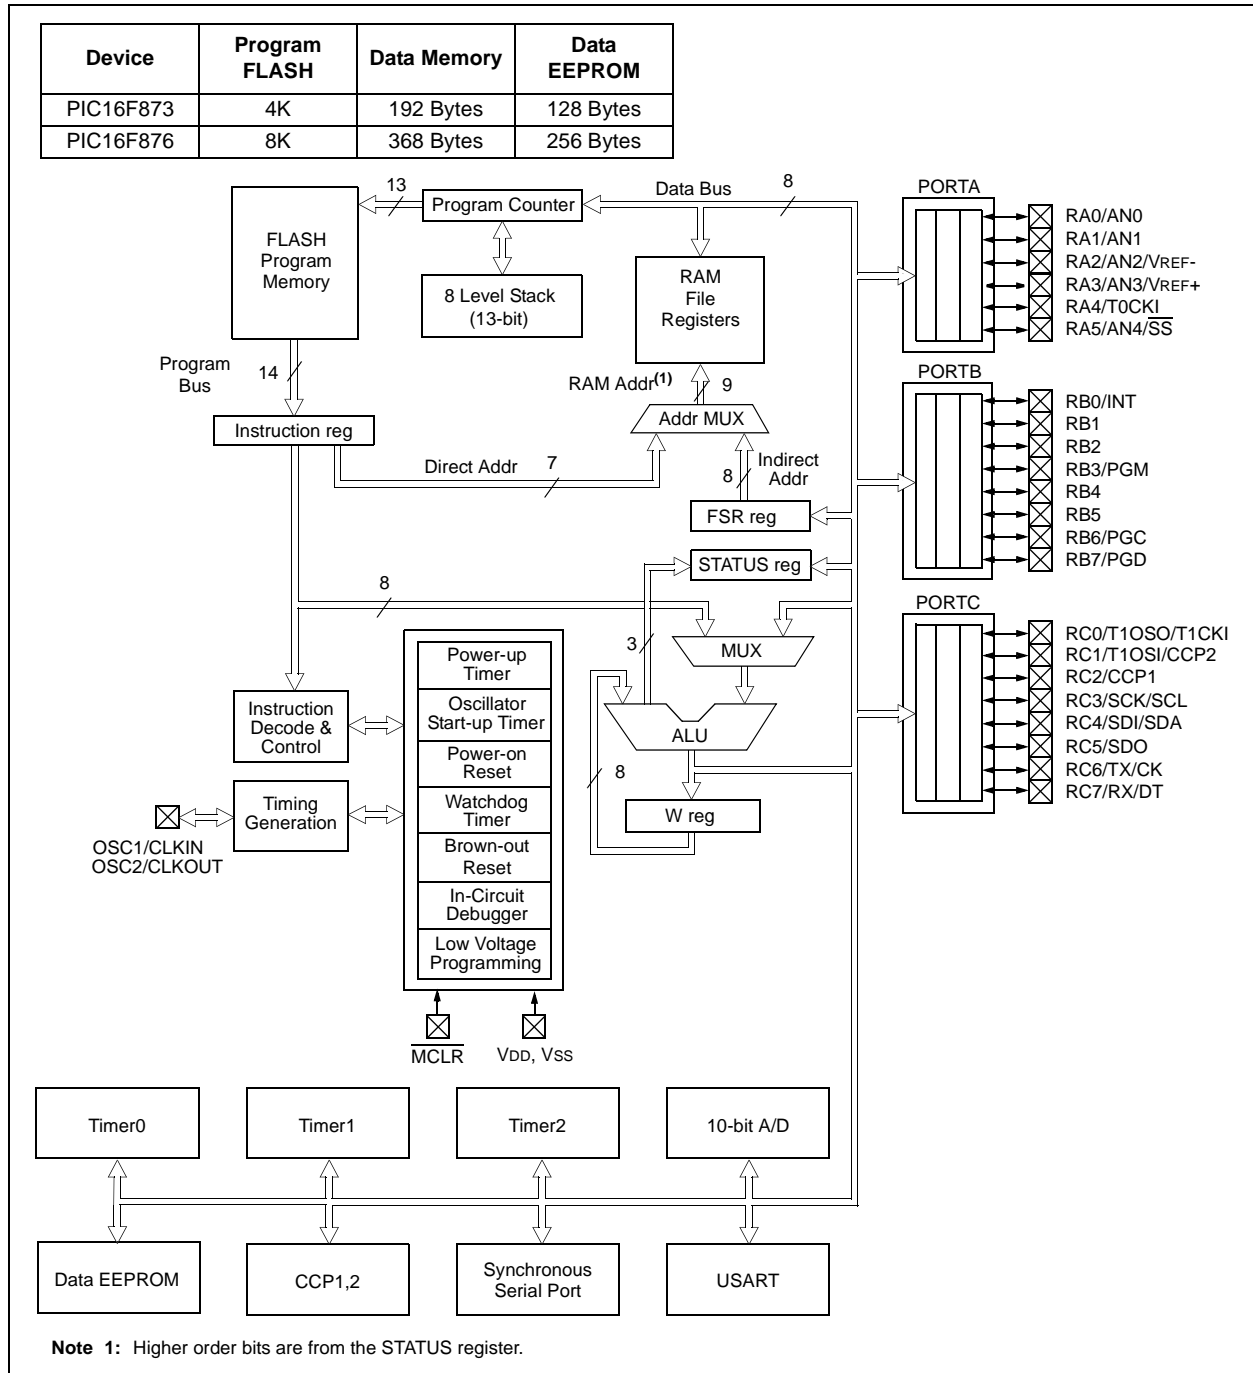 Device
Program
FLASH
Data Memory
Data
EEPROM
PIC16F873
4K
192 Bytes
128 Bytes
PIC16F876
8K
368 Bytes
256 Bytes
FLASH
Program
Memory
13
Program Counter
Data Bus
8
8 Level Stack
(13-bit)
RAM
File
Registers
Program
Bus
14
RAM Addr(1)
9
Addr MUX
Instruction reg
Direct Addr
7
8
Indirect
Addr
FSR reg
STATUS reg
8
3
MUX
Power-up
Timer
Oscillator
Start-up Timer
Power-on
Reset
Watchdog
Timer
Brown-out
Reset
In-Circuit
Debugger
Low Voltage
Programming
Instruction
Decode &
Control
ALU
8
W reg
Timing
Generation
OSC1/CLKIN
OSC2/CLKOUT
MCLR
VDD, VSS
PORTA
RA0/AN0
RA1/AN1
RA2/AN2/VREF-
RA3/AN3/VREF+
RA4/T0CKI
RA5/AN4/SS
PORTB
RB0/INT
RB1
RB2
RB3/PGM
RB4
RB5
RB6/PGC
RB7/PGD
PORTC
RC0/T1OSO/T1CKI
RC1/T1OSI/CCP2
RC2/CCP1
RC3/SCK/SCL
RC4/SDI/SDA
RC5/SDO
RC6/TX/CK
RC7/RX/DT
Timer0
Timer1
Timer2
10-bit A/D
Data EEPROM
CCP1,2
Synchronous
Serial Port
USART
Note 1: Higher order bits are from the STATUS register.